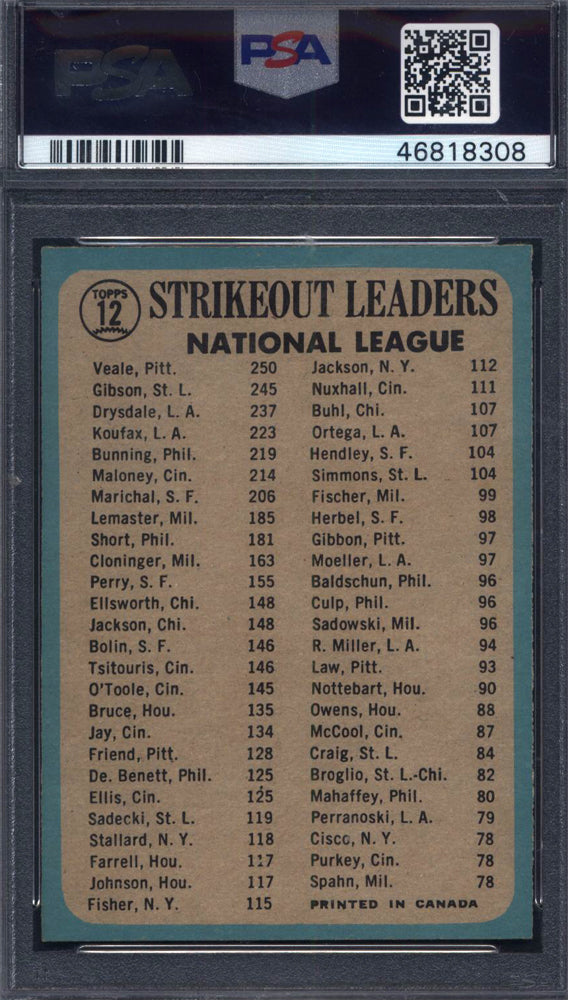 PSA
PSA
46818308
TOPPS
12
STRIKEOUT LEADERS
NATIONAL LEAGUE
Veale, Pitt. 250
Gibson, St. L. 245
Drysdale, L. A. 237
Koufax, L. A. 223
Bunning, Phil. 219
Maloney, Cin. 214
Marichal, S. F. 206
Lemaster, Mil. 185
Short, Phil. 181
Cloninger, Mil. 163
Perry, S. F. 155
Ellsworth, Chi. 148
Jackson, Chi. 148
Bolin, S. F. 146
Tsitouris, Cin. 146
O'Toole, Cin. 145
Bruce, Hou. 135
Jay, Cin. 134
Friend, Pitt. 128
De. Benett, Phil. 125
Ellis, Cin. 125
Sadecki, St. L. 119
Stallard, N. Y. 118
Farrell, Hou. 117
Johnson, Hou. 117
Fisher, N. Y. 115
Jackson, N. Y. 112
Nuxhall, Cin. 111
Buhl, Chi. 107
Ortega, L. A. 107
Hendley, S. F. 104
Simmons, St. L. 104
Fischer, Mil. 99
Herbel, S. F. 98
Gibbon, Pitt. 97
Moeller, L. A. 97
Baldschun, Phil. 96
Culp, Phil. 96
Sadowski, Mil. 96
R. Miller, L. A. 94
Law, Pitt. 93
Nottebart, Hou. 90
Owens, Hou. 88
McCool, Cin. 87
Craig, St. L. 84
Broglio, St. L.-Chi. 82
Mahaffey, Phil. 80
Perranoski, L. A. 79
Cisco, N. Y. 78
Purkey, Cin. 78
Spahn, Mil. 78
PRINTED IN CANADA